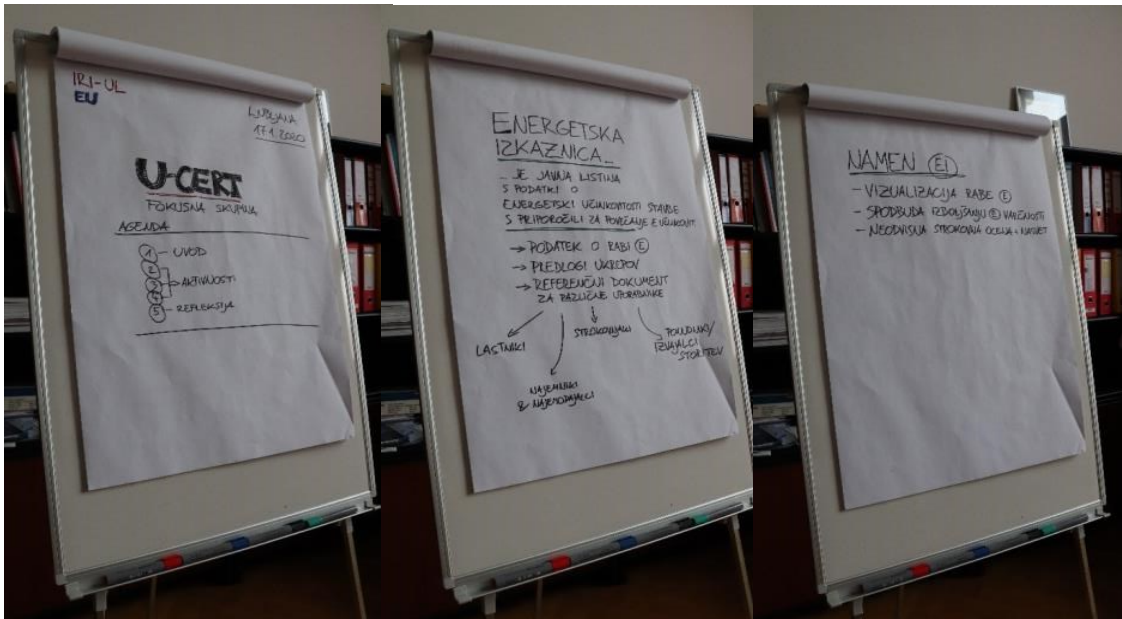 IRI-UL
EU
LJUBLJANA
17.1.2020
U-CERT
FOKUSNA SKUPINA
AGENDA
1 - UVOD
2
3 AKTIVNOSTI
4
5 - REFLEKSIJA
ENERGETSKA
IZKAZNICA...
... JE JAVNA LISTINA
S PODATKI O
ENERGETSKI UČINKOVITOSTI STAVBE
S PRIPOROČILI ZA POVEČANJE E UČINKOVIT.
→ PODATEK O RABI E
→ PREDLOGI UKREPOV
→ REFERENČNI DOKUMENT
ZA RAZLIČNE UPORABNIKE
LASTNIKI
STROKOVNJAKI
PONUDNIKI/
IZVAJALCI
STORITEV
NAJEMNIKI
& NAJEMODAJALCI
NAMEN EI
- VIZUALIZACIJA RABE E
- SPODBUDA IZBOLJŠANJU E VARČNOSTI
- NEODVISNA STROKOVNA OCENA + NASVET